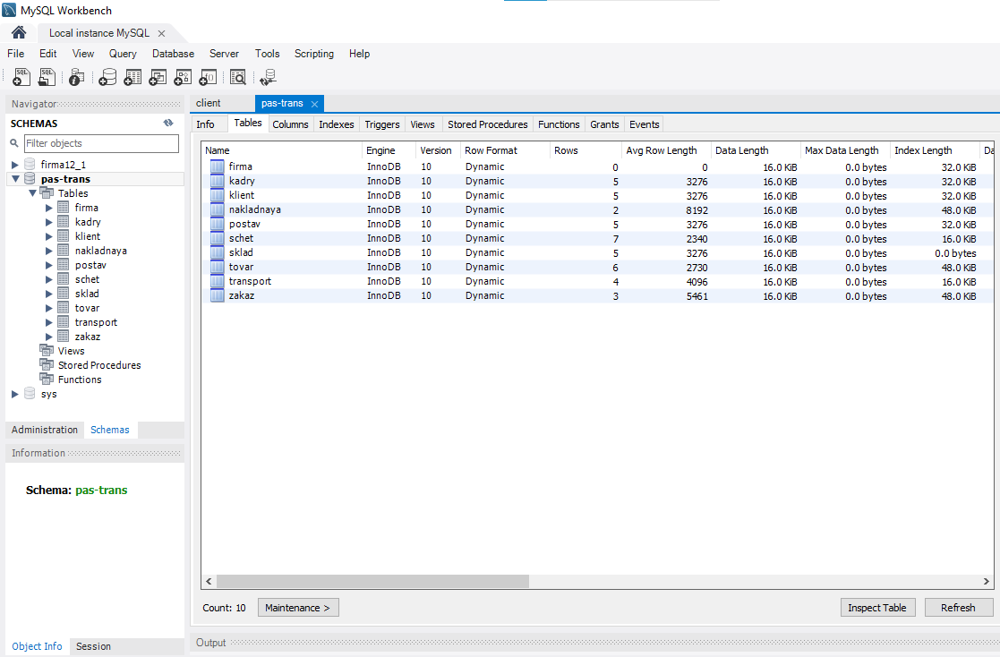 MySQL Workbench
Local instance MySQL
File Edit View Query Database Server Tools Scripting Help
Navigator
SCHEMAS
Filter objects
firma12_1
pas-trans
Tables
firma
kadry
klient
nakladnaya
postav
schet
sklad
tovar
transport
zakaz
Views
Stored Procedures
Functions
sys
Administration Schemas
Information
Schema: pas-trans
Object Info Session
client pas-trans
Info Tables Columns Indexes Triggers Views Stored Procedures Functions Grants Events
Name Engine Version Row Format Rows Avg Row Length Data Length Max Data Length Index Length Da
firma InnoDB 10 Dynamic 0 0 16.0 KiB 0.0 bytes 32.0 KiB
kadry InnoDB 10 Dynamic 5 3276 16.0 KiB 0.0 bytes 32.0 KiB
klient InnoDB 10 Dynamic 5 3276 16.0 KiB 0.0 bytes 32.0 KiB
nakladnaya InnoDB 10 Dynamic 2 8192 16.0 KiB 0.0 bytes 48.0 KiB
postav InnoDB 10 Dynamic 5 3276 16.0 KiB 0.0 bytes 32.0 KiB
schet InnoDB 10 Dynamic 7 2340 16.0 KiB 0.0 bytes 16.0 KiB
sklad InnoDB 10 Dynamic 5 3276 16.0 KiB 0.0 bytes 0.0 bytes
tovar InnoDB 10 Dynamic 6 2730 16.0 KiB 0.0 bytes 48.0 KiB
transport InnoDB 10 Dynamic 4 4096 16.0 KiB 0.0 bytes 16.0 KiB
zakaz InnoDB 10 Dynamic 3 5461 16.0 KiB 0.0 bytes 48.0 KiB
Count: 10 Maintenance > Inspect Table Refresh
Output